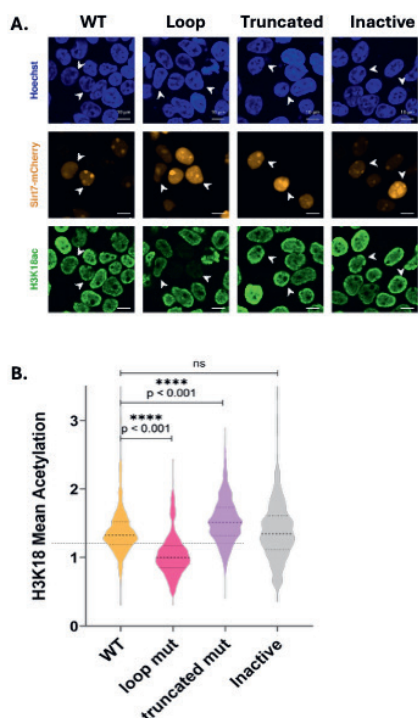 A.
WT Loop Truncated Inactive
Hoechst
Sirt7-mCherry
H3K18ac
B.
ns
****
p < 0.001
****
p < 0.001
H3K18 Mean Acetylation
3
2
1
0
WT
loop mut
truncated mut
Inactive